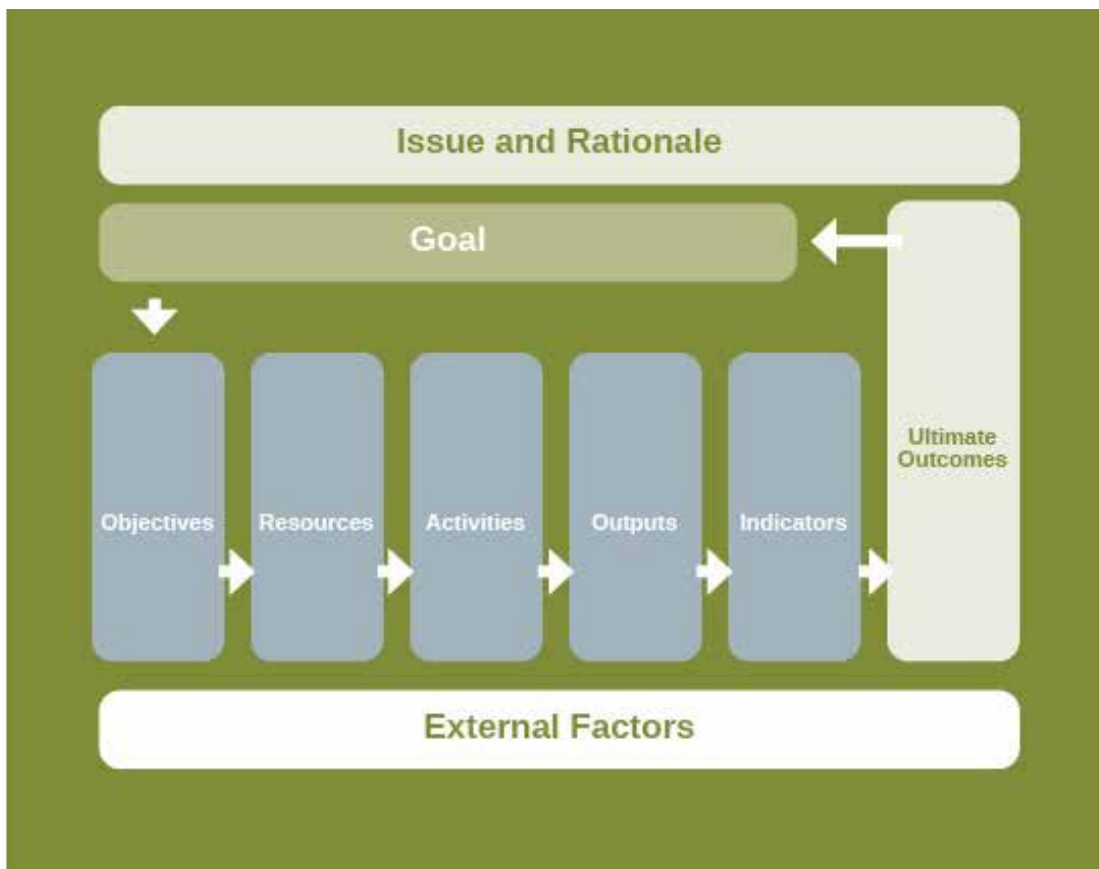 Issue and Rationale
Goal
Objectives
Resources
Activities
Outputs
Indicators
Ultimate
Outcomes
External Factors